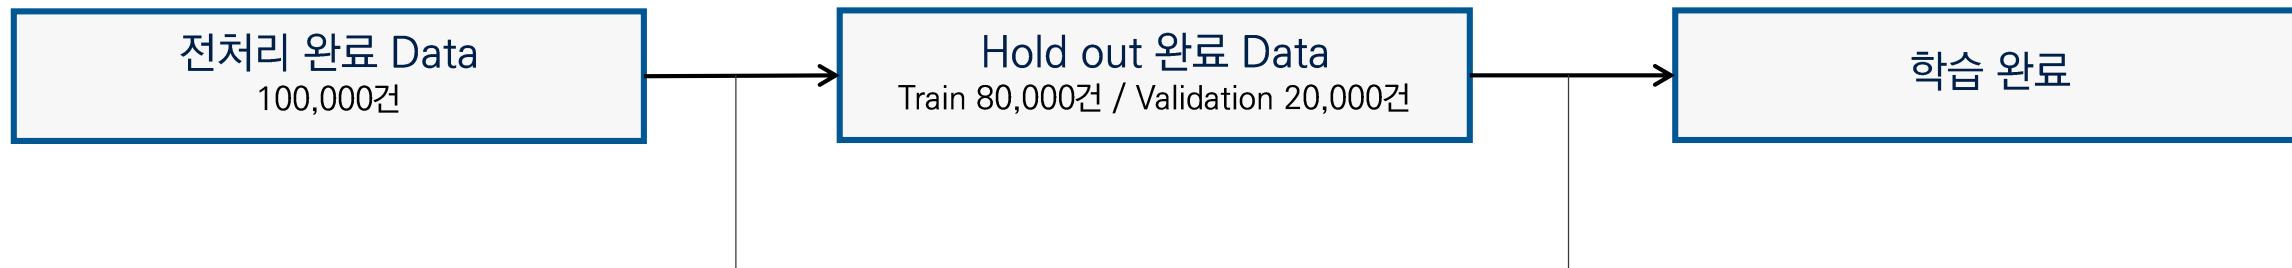 전처리 완료 Data
100,000건
Hold out 완료 Data
Train 80,000건 / Validation 20,000건
학습 완료